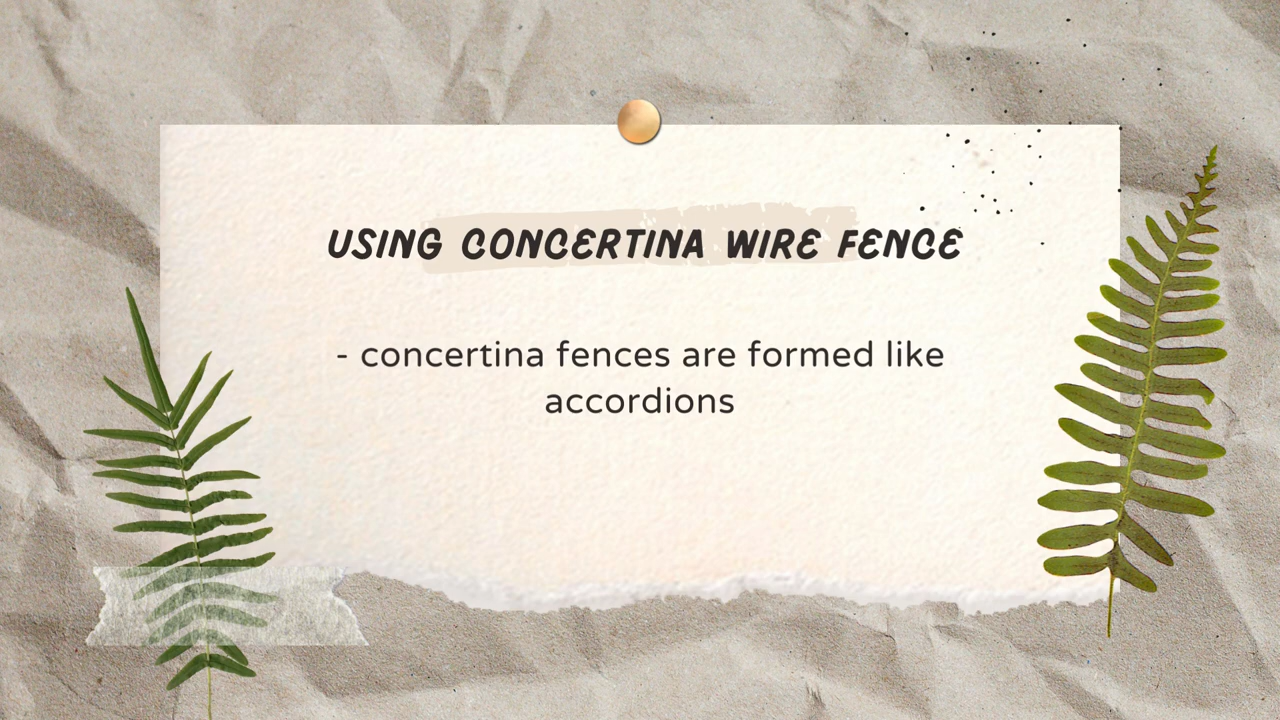 USING CONCERTINA WIRE FENCE
- concertina fences are formed like
accordions